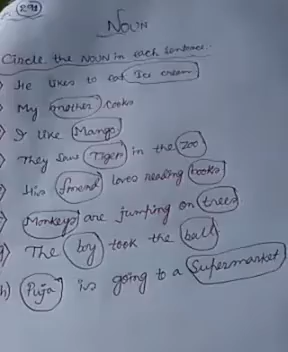 291
NOUN
Circle the NOUN in each sentence.
He likes to eat Ice cream
My mother cooks
I like Mango
They saw Tiger in the Zoo
His friend loves reading books
Monkeys are jumping on trees
g) The boy took the ball
h) Puja is going to a Supermarket